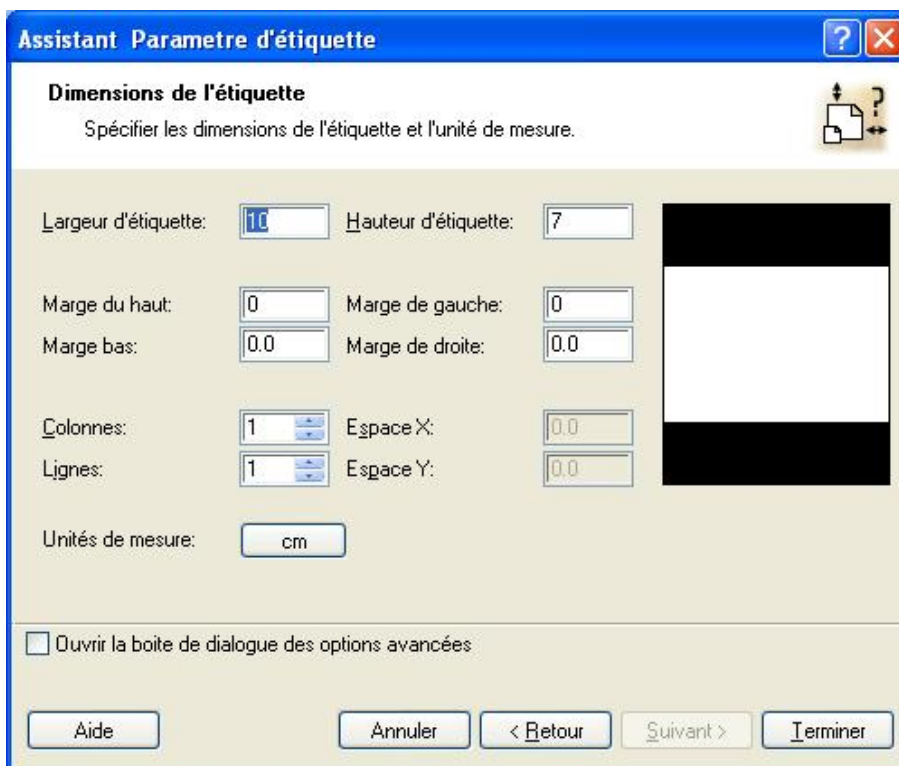 Assistant Parametre d'étiquette
Dimensions de l'étiquette
Spécifier les dimensions de l'étiquette et l'unité de mesure.
Largeur d'étiquette: 10 Hauteur d'étiquette: 7
Marge du haut: 0 Marge de gauche: 0
Marge bas: 0.0 Marge de droite: 0.0
Colonnes: 1 Espace X: 0.0
Lignes: 1 Espace Y: 0.0
Unités de mesure: cm
Ouvrir la boite de dialogue des options avancées
Aide Annuler < Retour Suivant > Terminer